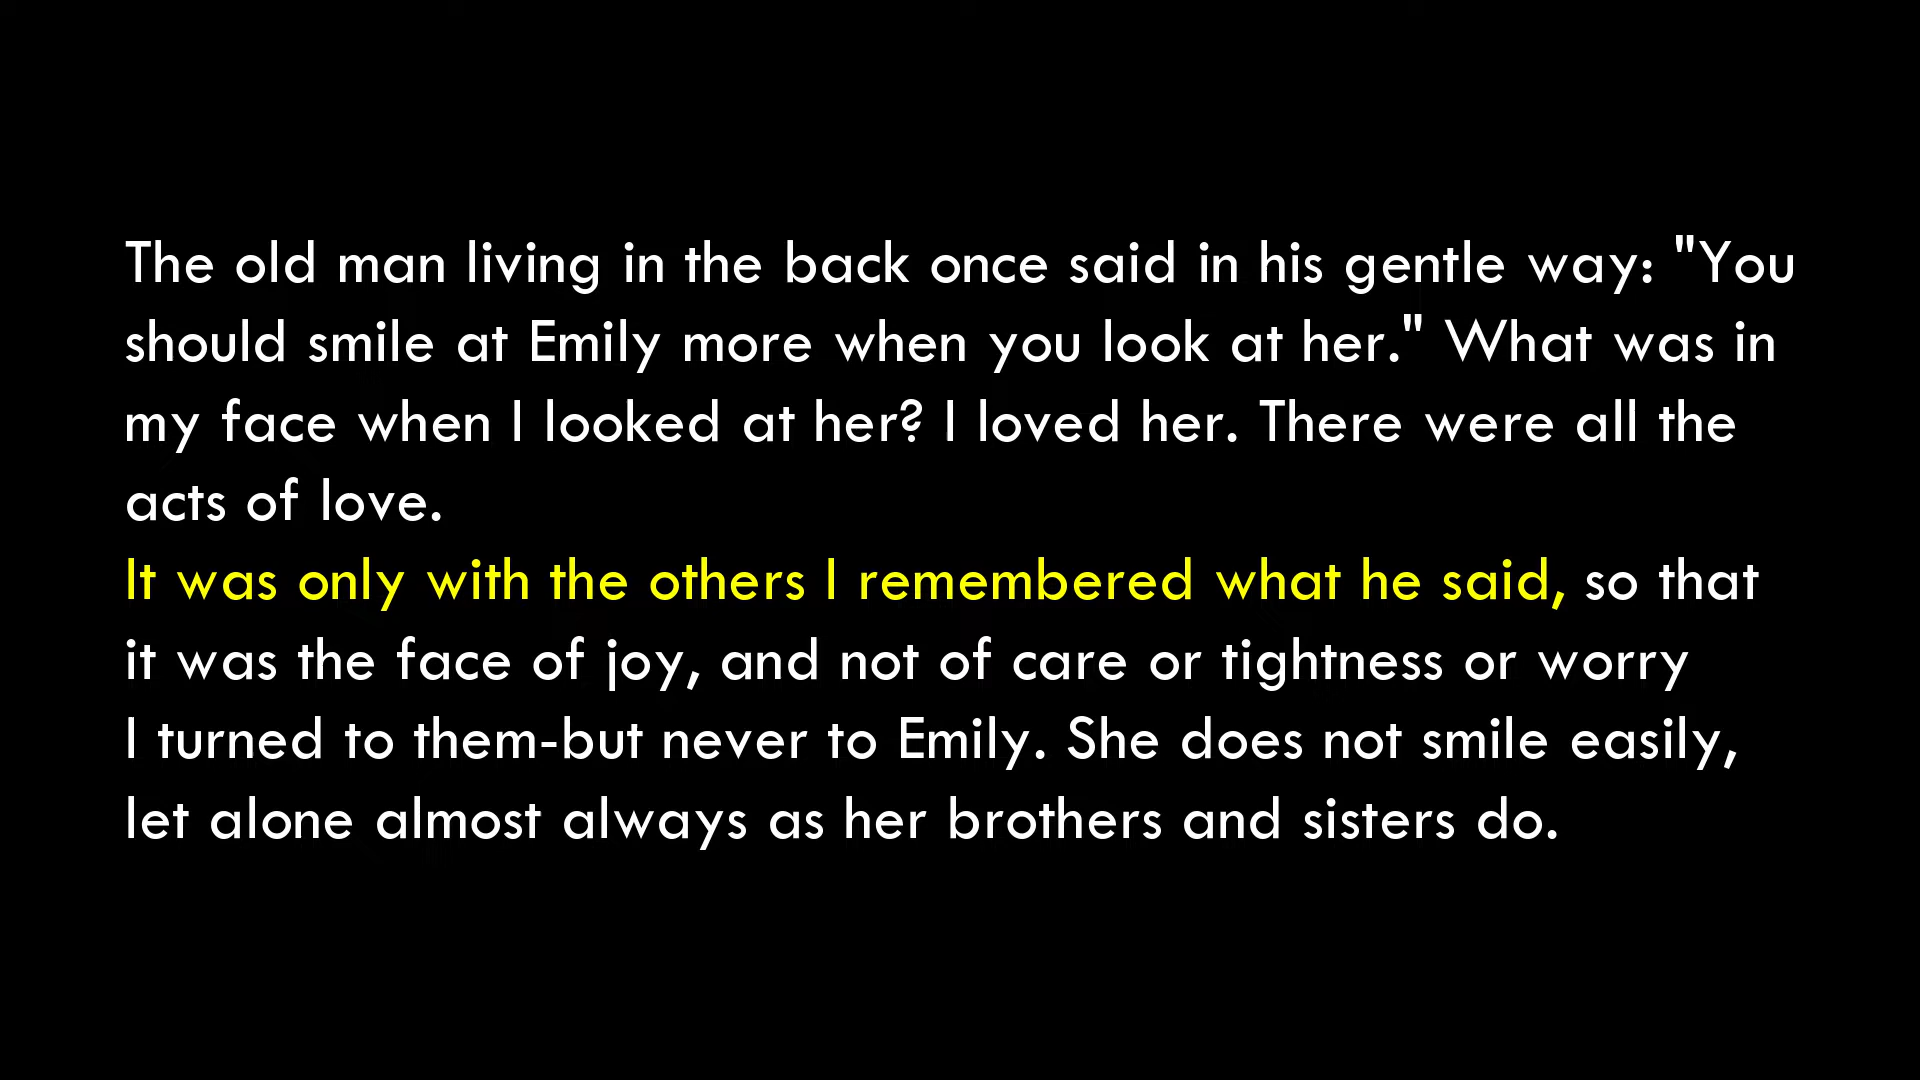 The old man living in the back once said in his gentle way: "You
should smile at Emily more when you look at her." What was in
my face when I looked at her? I loved her. There were all the
acts of love.
It was only with the others I remembered what he said, so that
it was the face of joy, and not of care or tightness or worry
I turned to them-but never to Emily. She does not smile easily,
let alone almost always as her brothers and sisters do.